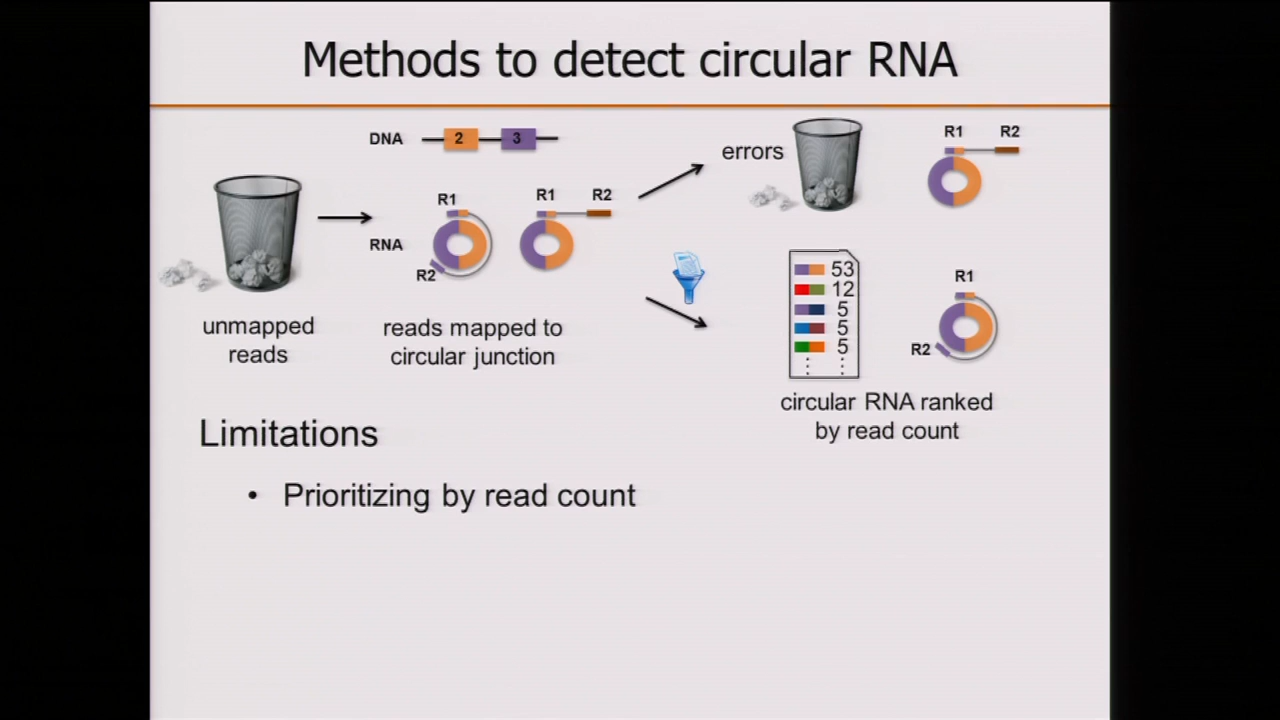 Methods to detect circular RNA
DNA
2
3
RNA
R1
R2
R1
R2
unmapped
reads
reads mapped to
circular junction
errors
R1
R2
53
12
5
5
5
R1
R2
circular RNA ranked
by read count
Limitations
• Prioritizing by read count